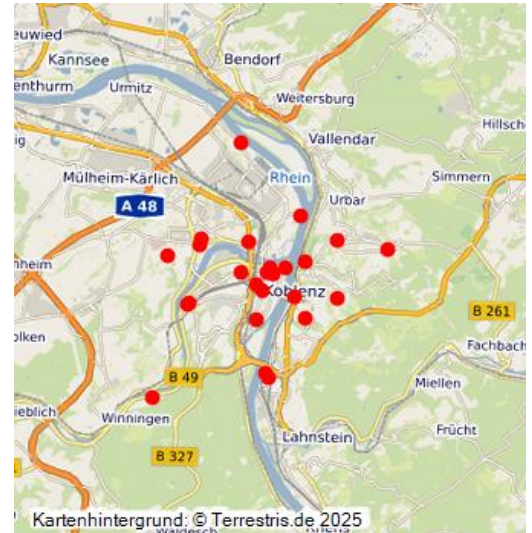 euwied
Kannsee
Bendorf
enthurm
Urmitz
Weitersburg
Hillsche
Vallendar
Rhein
Mülheim-Kärlich
Simmern
Urbar
A 48
nheim
Koblenz
B 261
olken
Fachbach
B 49
Miellen
ieblich
Winningen
Frücht
Lahnstein
B 327
Kartenhintergrund: © Terrestris.de 2025
Rhens